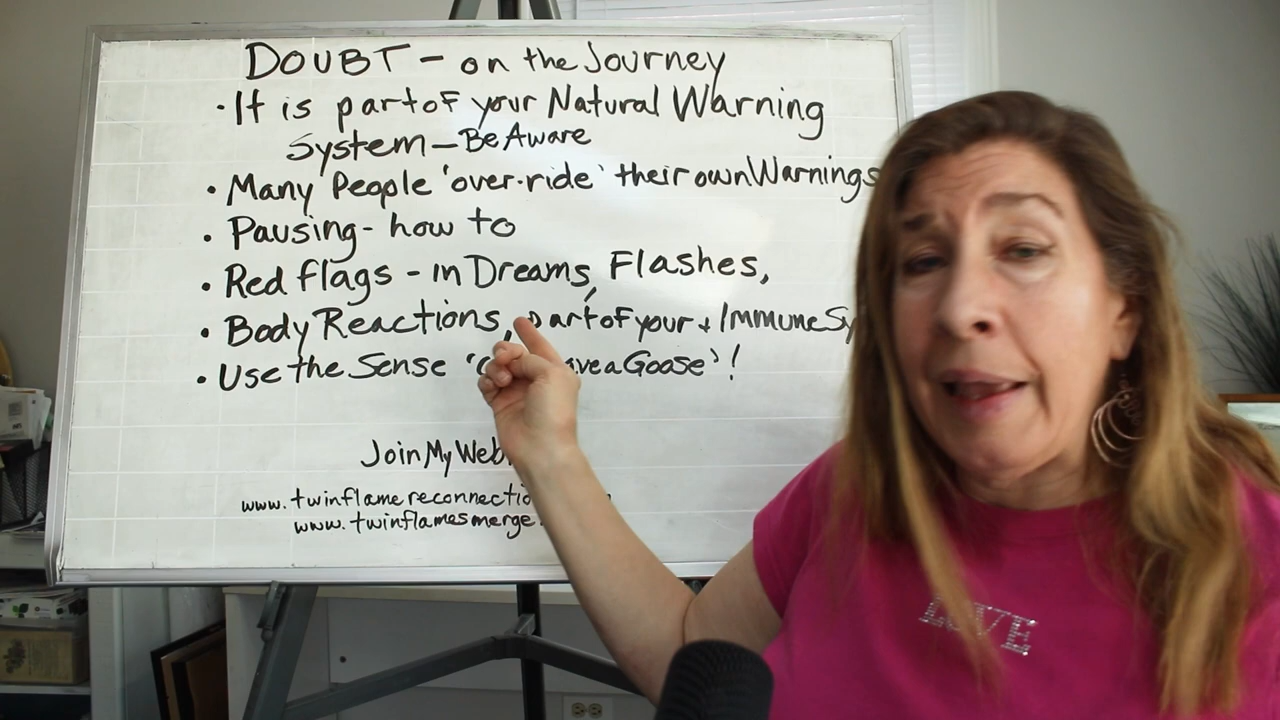 DOUBT - on the Journey
• It is part of your Natural Warning
System - Be Aware
• Many People 'over-ride' their own Warnings
• Pausing - how to
• Red flags - in Dreams, Flashes,
• Body Reactions, part of your + Immune Sy
• Use the Sense ' a Goose'!
Join My
www.twinflamereconnectio
www.twinflamesmerge.
LOVE